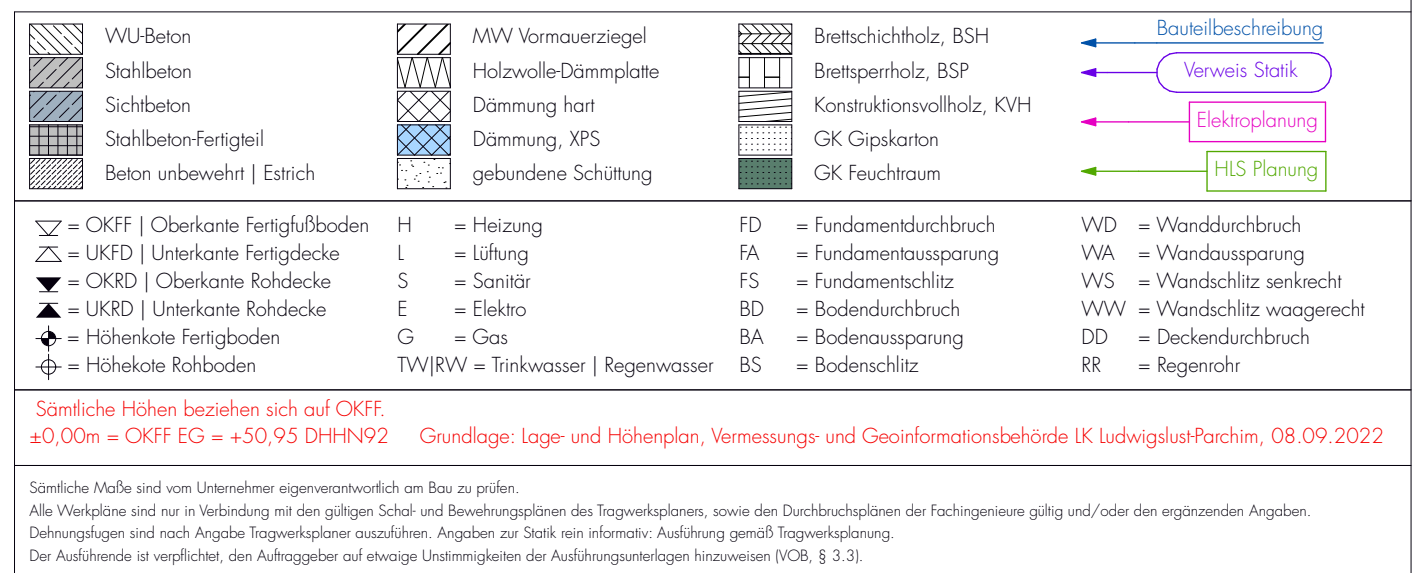 WU-Beton MW Vormauerziegel Brettschichtholz, BSH Bauteilbeschreibung
Stahlbeton Holzwolle-Dämmplatte Brettsperrholz, BSP Verweis Statik
Sichtbeton Dämmung hart Konstruktionsvollholz, KVH Elektroplanung
Stahlbeton-Fertigteil Dämmung, XPS GK Gipskarton
Beton unbewehrt | Estrich gebundene Schüttung GK Feuchtraum HLS Planung
= OKFF | Oberkante Fertigfußboden H = Heizung FD = Fundamentdurchbruch WD = Wanddurchbruch
= UKFD | Unterkante Fertigdecke L = Lüftung FA = Fundamentaussparung WA = Wandaussparung
= OKRD | Oberkante Rohdecke S = Sanitär FS = Fundamentschlitz WS = Wandschlitz senkrecht
= UKRD | Unterkante Rohdecke E = Elektro BD = Bodendurchbruch WW = Wandschlitz waagerecht
= Höhenkote Fertigboden G = Gas BA = Bodenaussparung DD = Deckendurchbruch
= Höhekote Rohboden TW|RW = Trinkwasser | Regenwasser BS = Bodenschlitz RR = Regenrohr
Sämtliche Höhen beziehen sich auf OKFF.
±0,00m = OKFF EG = +50,95 DHHN92 Grundlage: Lage- und Höhenplan, Vermessungs- und Geoinformationsbehörde LK Ludwigslust-Parchim, 08.09.2022
Sämtliche Maße sind vom Unternehmer eigenverantwortlich am Bau zu prüfen.
Alle Werkpläne sind nur in Verbindung mit den gültigen Schal- und Bewehrungsplänen des Tragwerksplaners, sowie den Durchbruchsplänen der Fachingenieure gültig und/oder den ergänzenden Angaben.
Dehnungsfugen sind nach Angabe Tragwerksplaner auszuführen. Angaben zur Statik rein informativ: Ausführung gemäß Tragwerksplanung.
Der Ausführende ist verpflichtet, den Auftraggeber auf etwaige Unstimmigkeiten der Ausführungsunterlagen hinzuweisen (VOB, § 3.3).